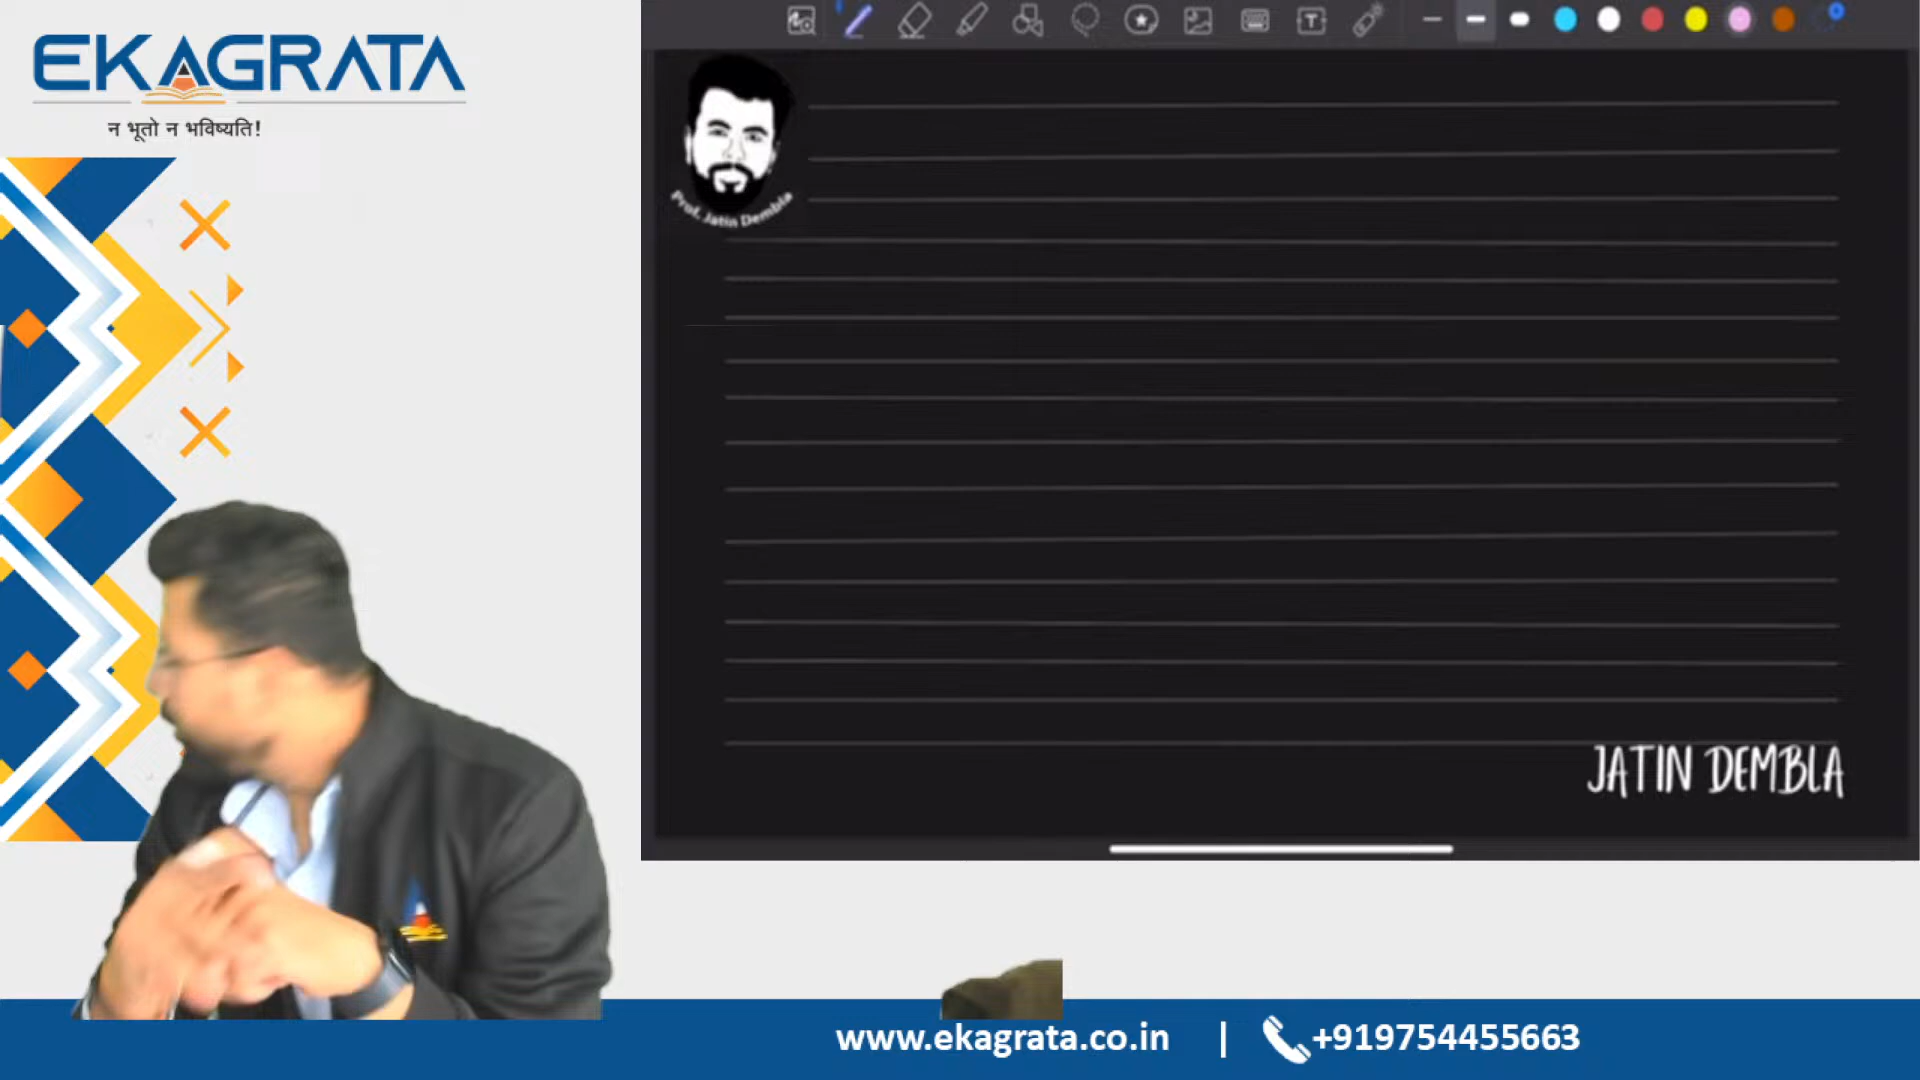 EKAGRATA
न भूतो न भविष्यति!
Prof. Jatin Dembla
JATIN DEMBLA
www.ekagrata.co.in | +919754455663